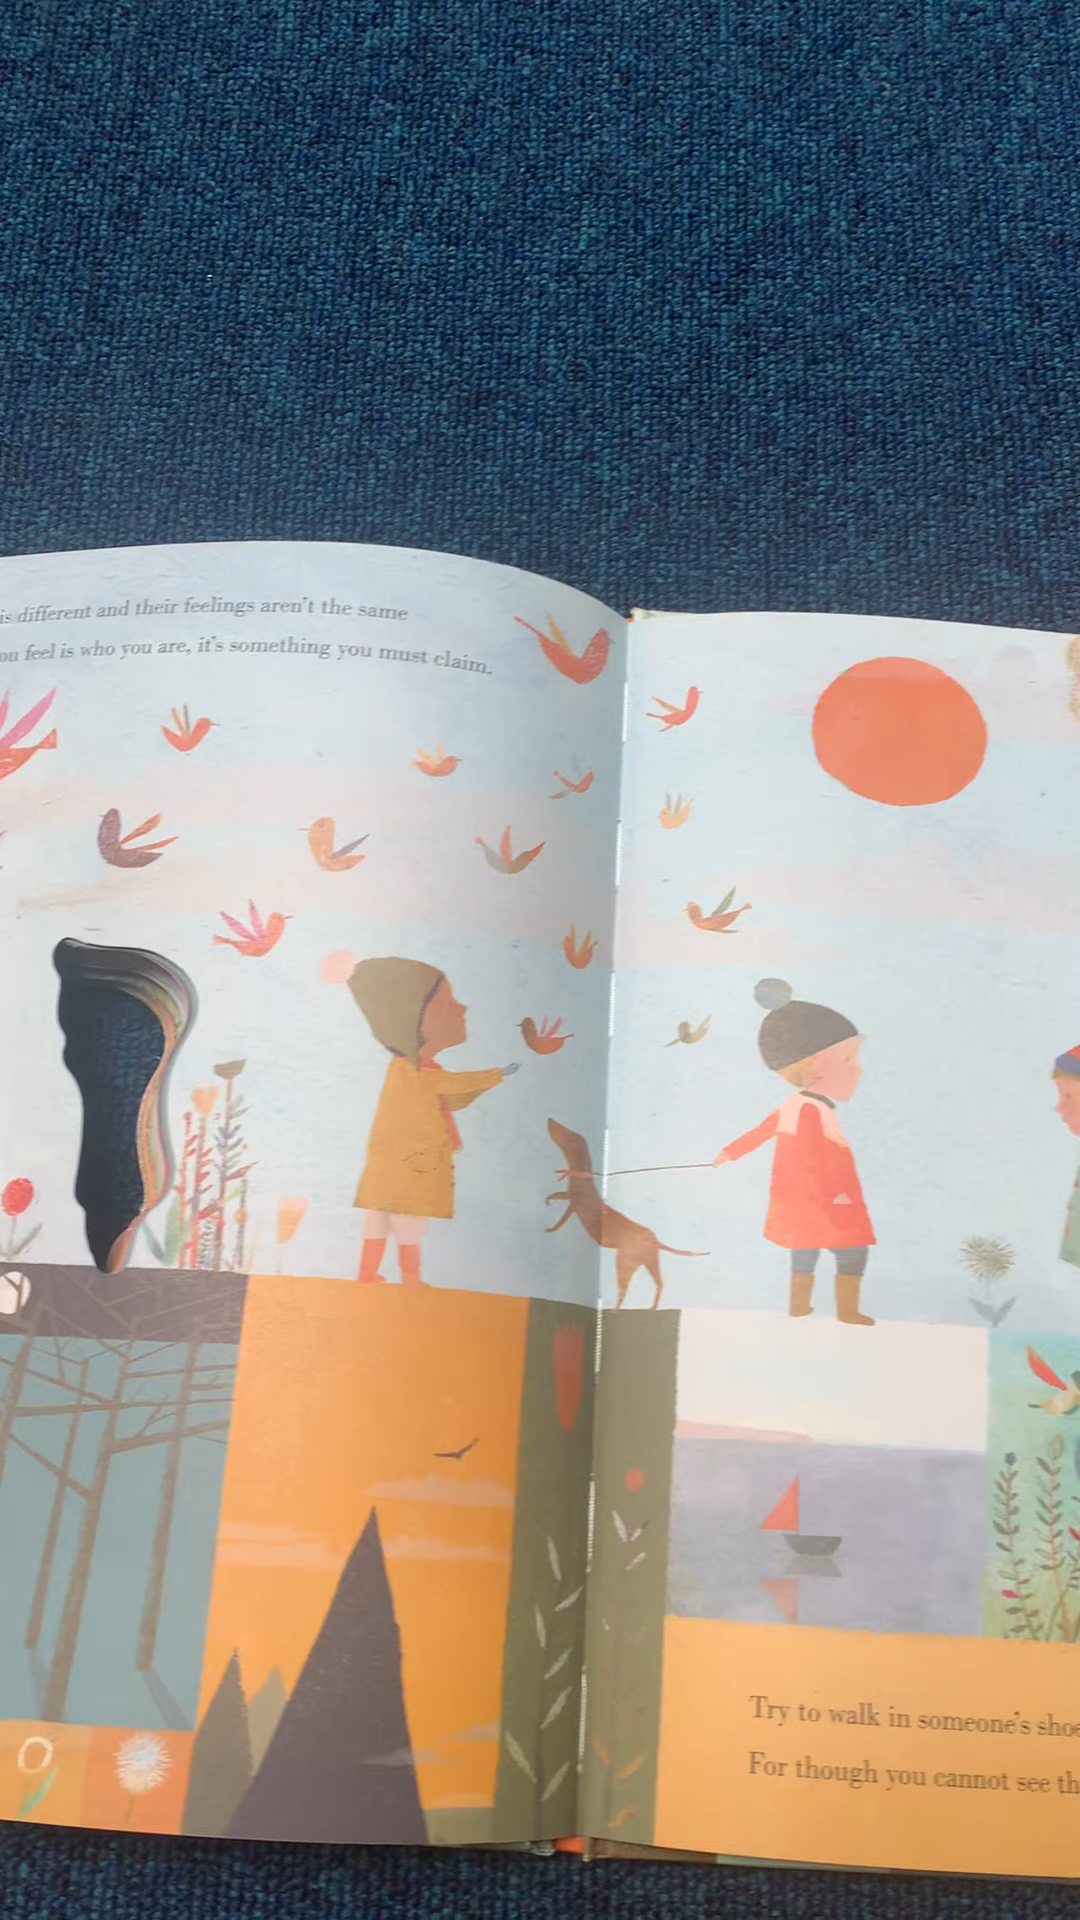 is different and their feelings aren't the same
ou feel is who you are, it's something you must claim.
Try to walk in someone's shoe
For though you cannot see th